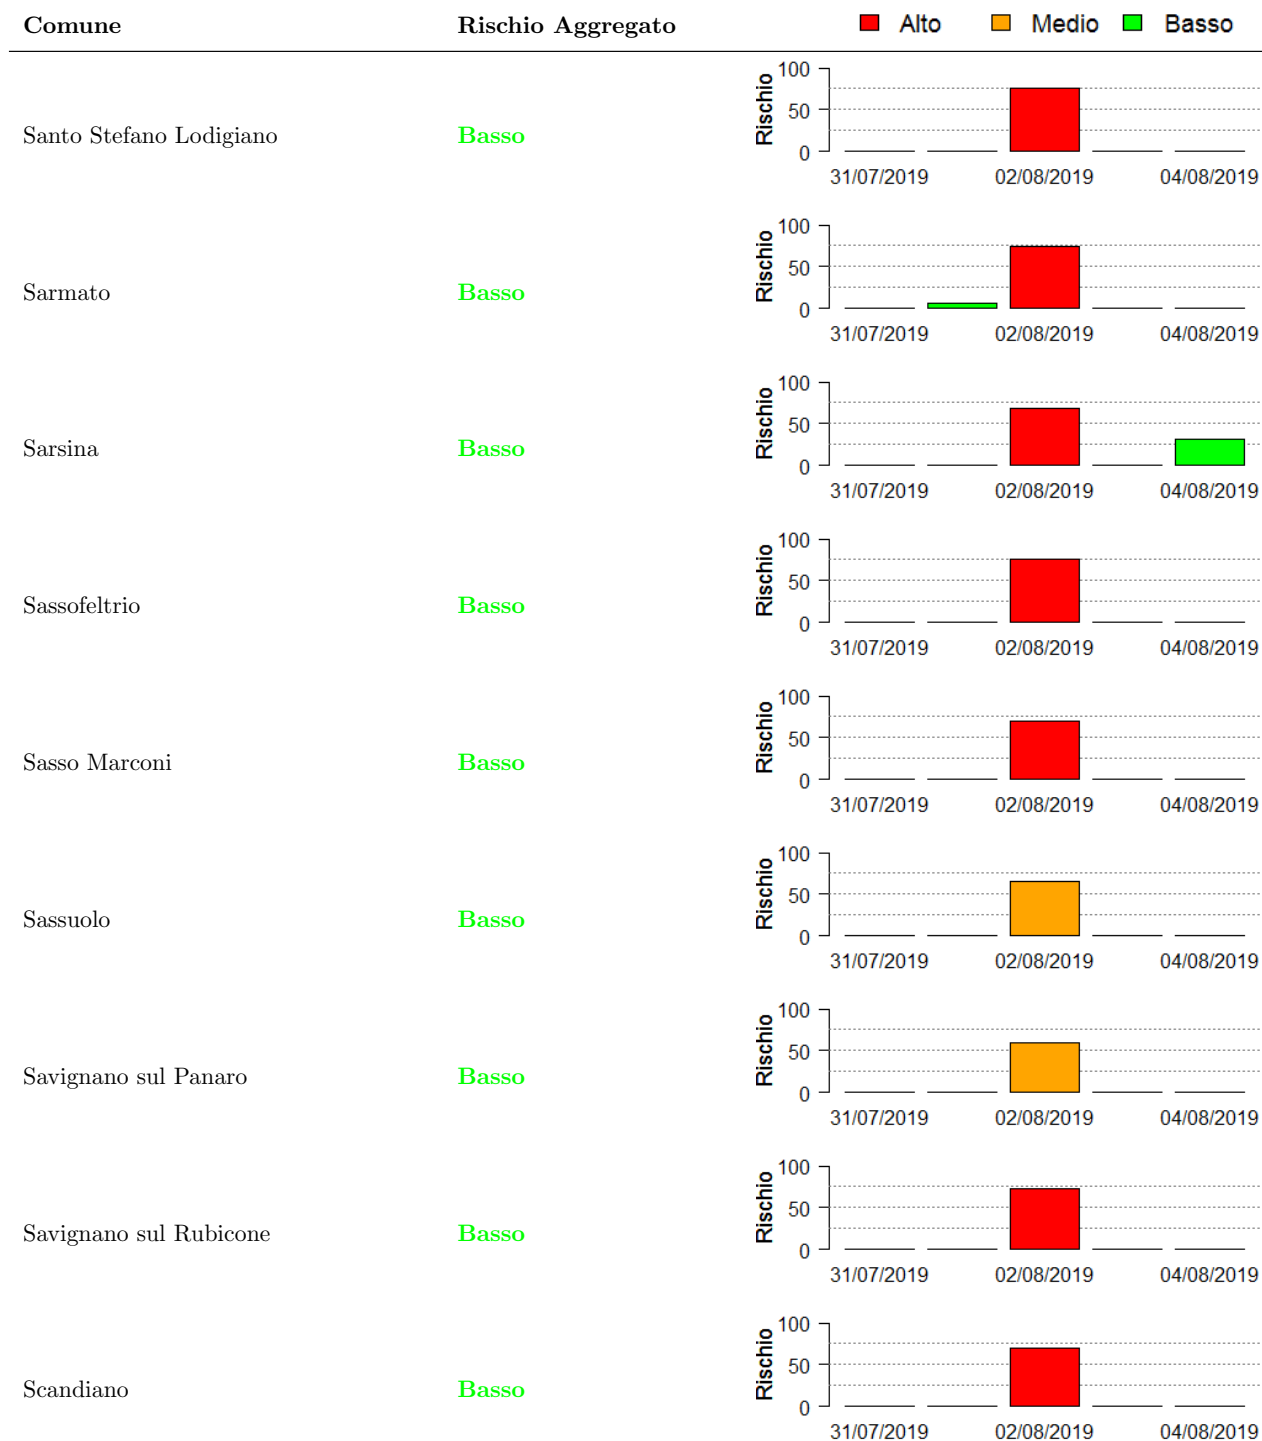 Comune Rischio Aggregato Alto Medio Basso
100
50
0
Rischio
Santo Stefano Lodigiano Basso
31/07/2019 02/08/2019 04/08/2019
100
50
0
Rischio
Sarmato Basso
31/07/2019 02/08/2019 04/08/2019
100
50
0
Rischio
Sarsina Basso
31/07/2019 02/08/2019 04/08/2019
100
50
0
Rischio
Sassofeltrio Basso
31/07/2019 02/08/2019 04/08/2019
100
50
0
Rischio
Sasso Marconi Basso
31/07/2019 02/08/2019 04/08/2019
100
50
0
Rischio
Sassuolo Basso
31/07/2019 02/08/2019 04/08/2019
100
50
0
Rischio
Savignano sul Panaro Basso
31/07/2019 02/08/2019 04/08/2019
100
50
0
Rischio
Savignano sul Rubicone Basso
31/07/2019 02/08/2019 04/08/2019
100
50
0
Rischio
Scandiano Basso
31/07/2019 02/08/2019 04/08/2019